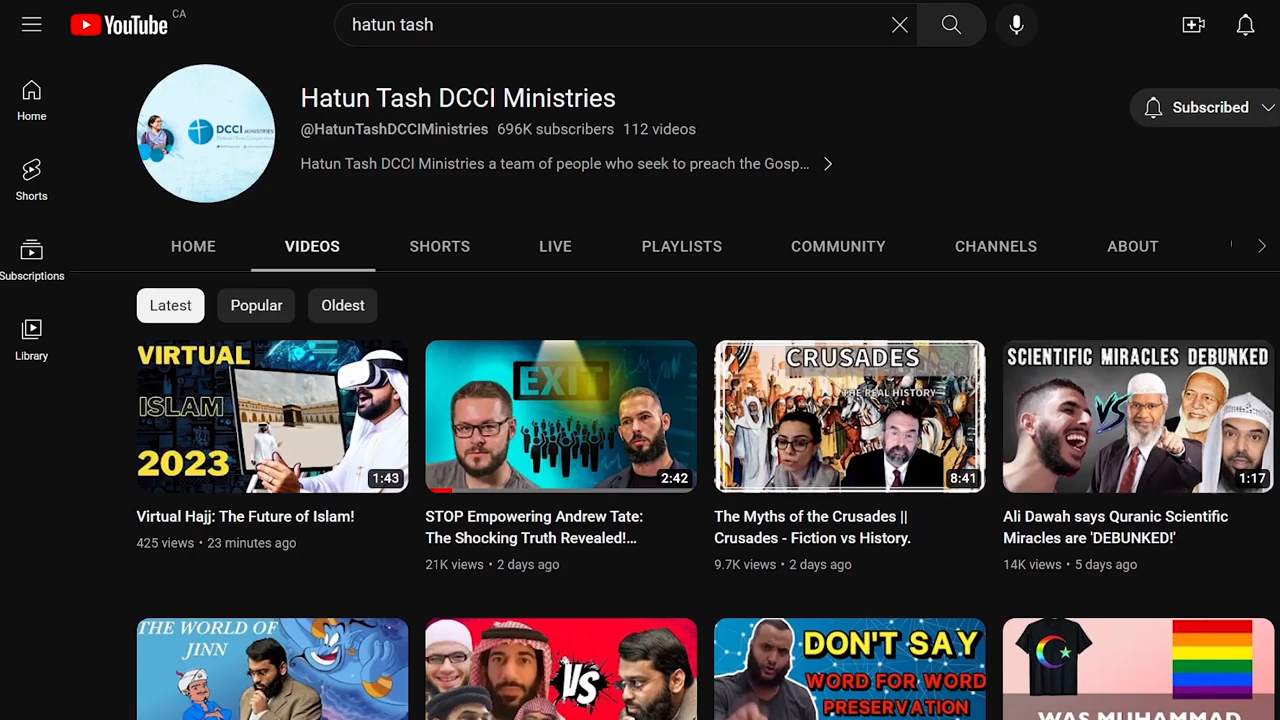 YouTube CA
hatun tash
Home
Shorts
Subscriptions
Library
DCCI MINISTRIES
Hatun Tash DCCI Ministries
@HatunTashDCCIMinistries 696K subscribers 112 videos
Hatun Tash DCCI Ministries a team of people who seek to preach the Gosp...
Subscribed
HOME VIDEOS SHORTS LIVE PLAYLISTS COMMUNITY CHANNELS ABOUT
Latest Popular Oldest
VIRTUAL
ISLAM
2023
1:43
EXIT
2:42
CRUSADES
THE REAL HISTORY
8:41
SCIENTIFIC MIRACLES DEBUNKED
VS
1:17
Virtual Hajj: The Future of Islam!
425 views • 23 minutes ago
STOP Empowering Andrew Tate:
The Shocking Truth Revealed!...
21K views • 2 days ago
The Myths of the Crusades ||
Crusades - Fiction vs History.
9.7K views • 2 days ago
Ali Dawah says Quranic Scientific
Miracles are 'DEBUNKED!'
14K views • 5 days ago
THE WORLD OF
JINN
VS
DON'T SAY
WORD FOR WORD
PRESERVATION
WAS MUHAMMAD